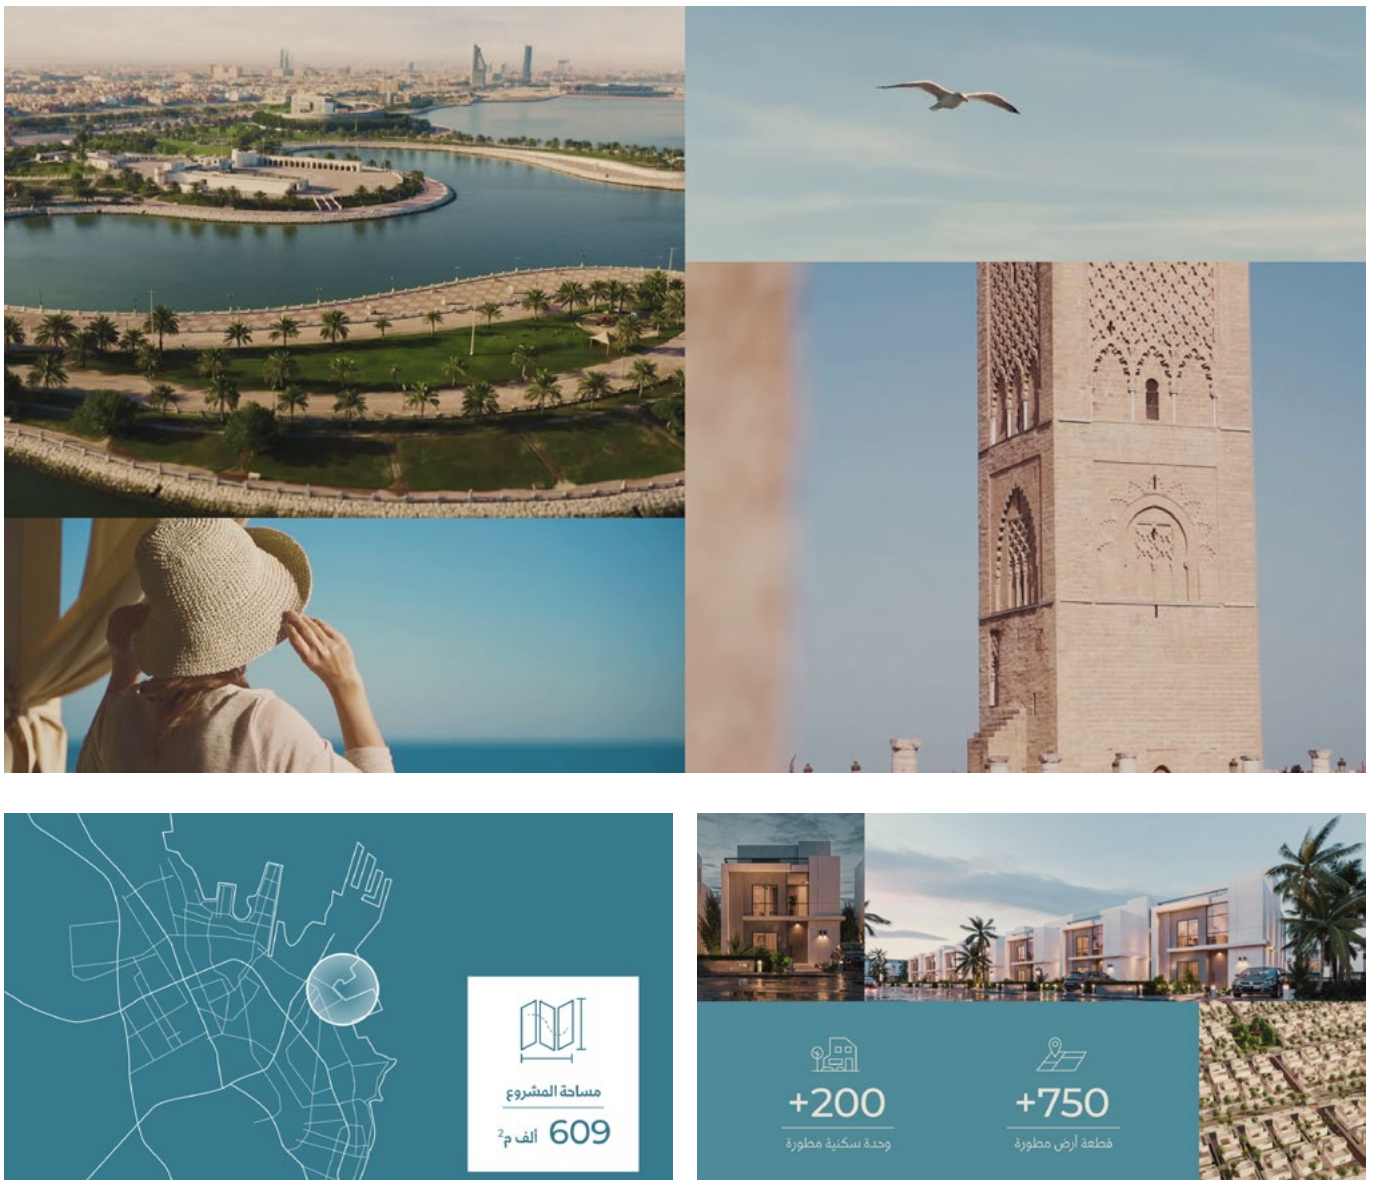 مساحة المشروع
609 ألف م²
+750
قطعة أرض مطورة
+200
وحدة سكنية مطورة